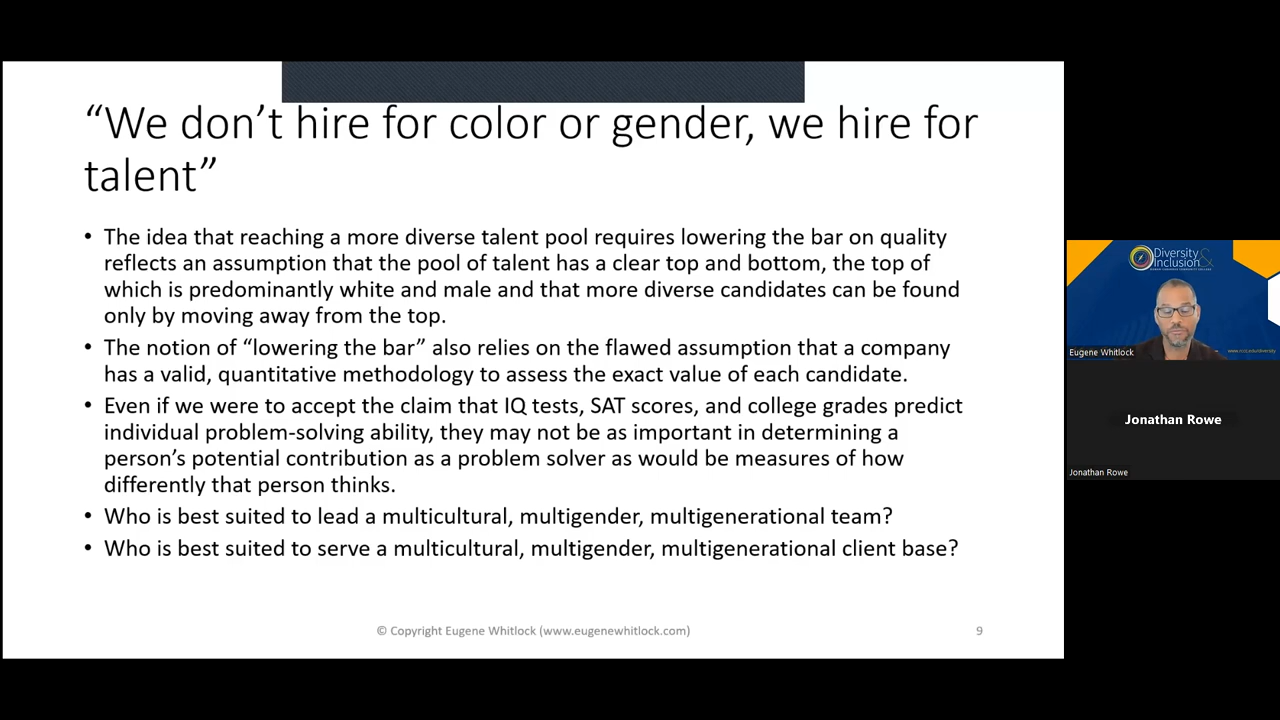 “We don’t hire for color or gender, we hire for
talent”
• The idea that reaching a more diverse talent pool requires lowering the bar on quality
reflects an assumption that the pool of talent has a clear top and bottom, the top of
which is predominantly white and male and that more diverse candidates can be found
only by moving away from the top.
• The notion of “lowering the bar” also relies on the flawed assumption that a company
has a valid, quantitative methodology to assess the exact value of each candidate.
• Even if we were to accept the claim that IQ tests, SAT scores, and college grades predict
individual problem-solving ability, they may not be as important in determining a
person’s potential contribution as a problem solver as would be measures of how
differently that person thinks.
• Who is best suited to lead a multicultural, multigender, multigenerational team?
• Who is best suited to serve a multicultural, multigender, multigenerational client base?
© Copyright Eugene Whitlock (www.eugenewhitlock.com)
9
Diversity &
Inclusion
Eugene Whitlock
Jonathan Rowe
Jonathan Rowe